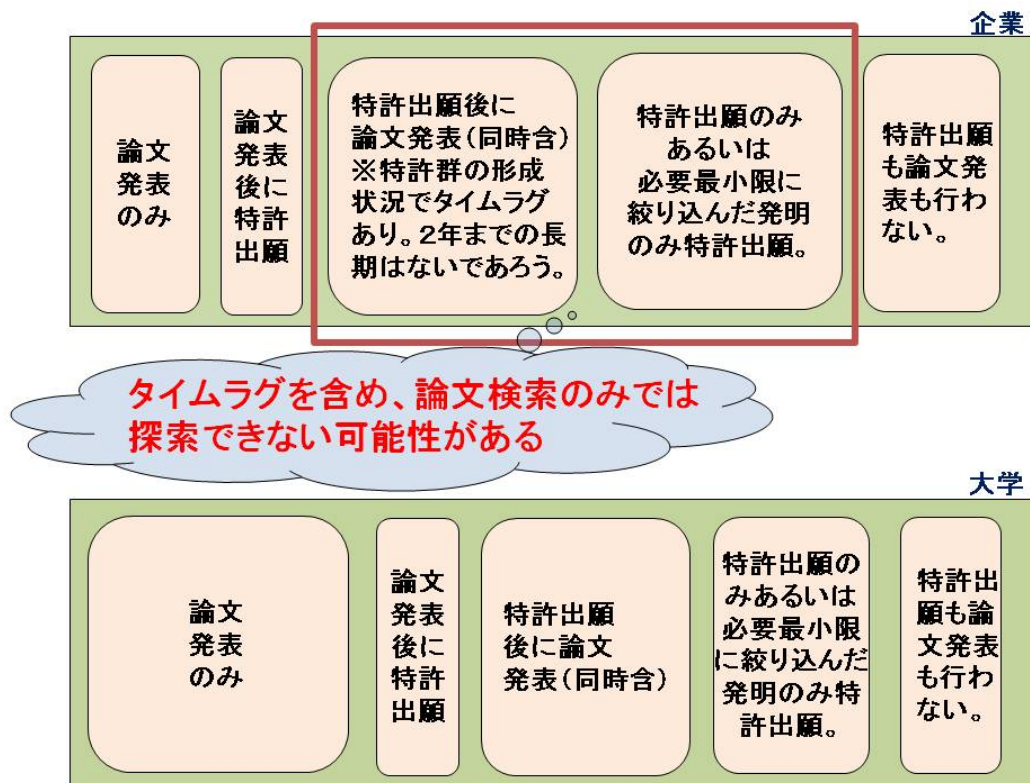 企業
論文
発表
のみ
論文
発表
後に
特許
出願
特許出願後に
論文発表(同時含)
※特許群の形成
状況でタイムラグ
あり。2年までの長
期はないであろう。
特許出願のみ
あるいは
必要最小限に
絞り込んだ発明
のみ特許出願。
特許出願
も論文発
表も行わ
ない。
タイムラグを含め、論文検索のみでは
探索できない可能性がある
大学
論文
発表
のみ
論文
発表
後に
特許
出願
特許出願
後に論文
発表(同時含)
特許出願の
みあるいは
必要最小限
に絞り込んだ
発明のみ特
許出願。
特許出
願も論
文発表
も行わ
ない。